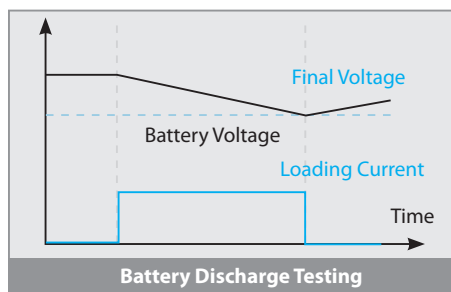 Final Voltage
Battery Voltage
Loading Current
Time
Battery Discharge Testing